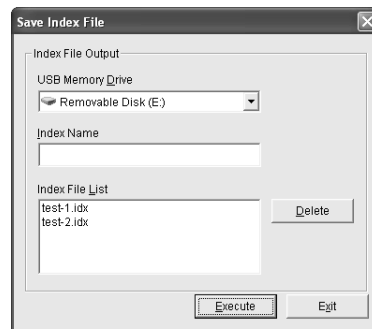 Save Index File
Index File Output
USB Memory Drive
Removable Disk (E:)
Index Name
Index File List
test-1.idx
test-2.idx
Delete
Execute
Exit